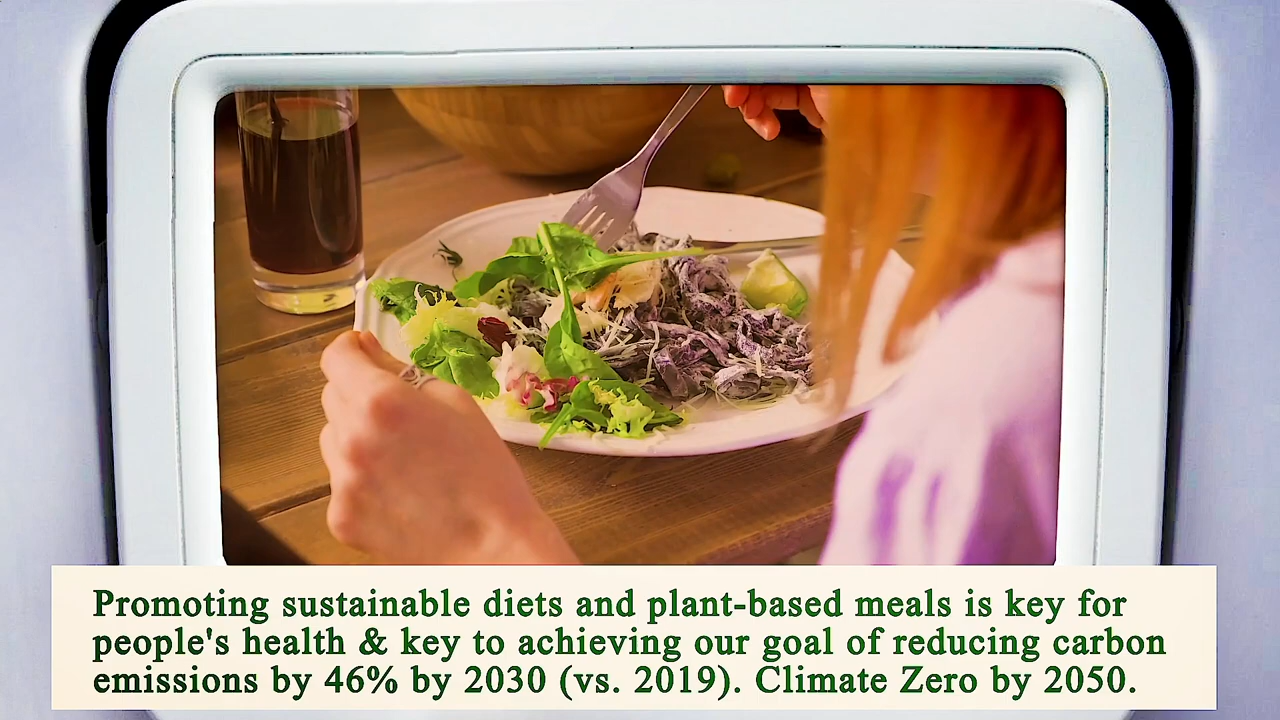 Promoting sustainable diets and plant-based meals is key for
people's health & key to achieving our goal of reducing carbon
emissions by 46% by 2030 (vs. 2019). Climate Zero by 2050.